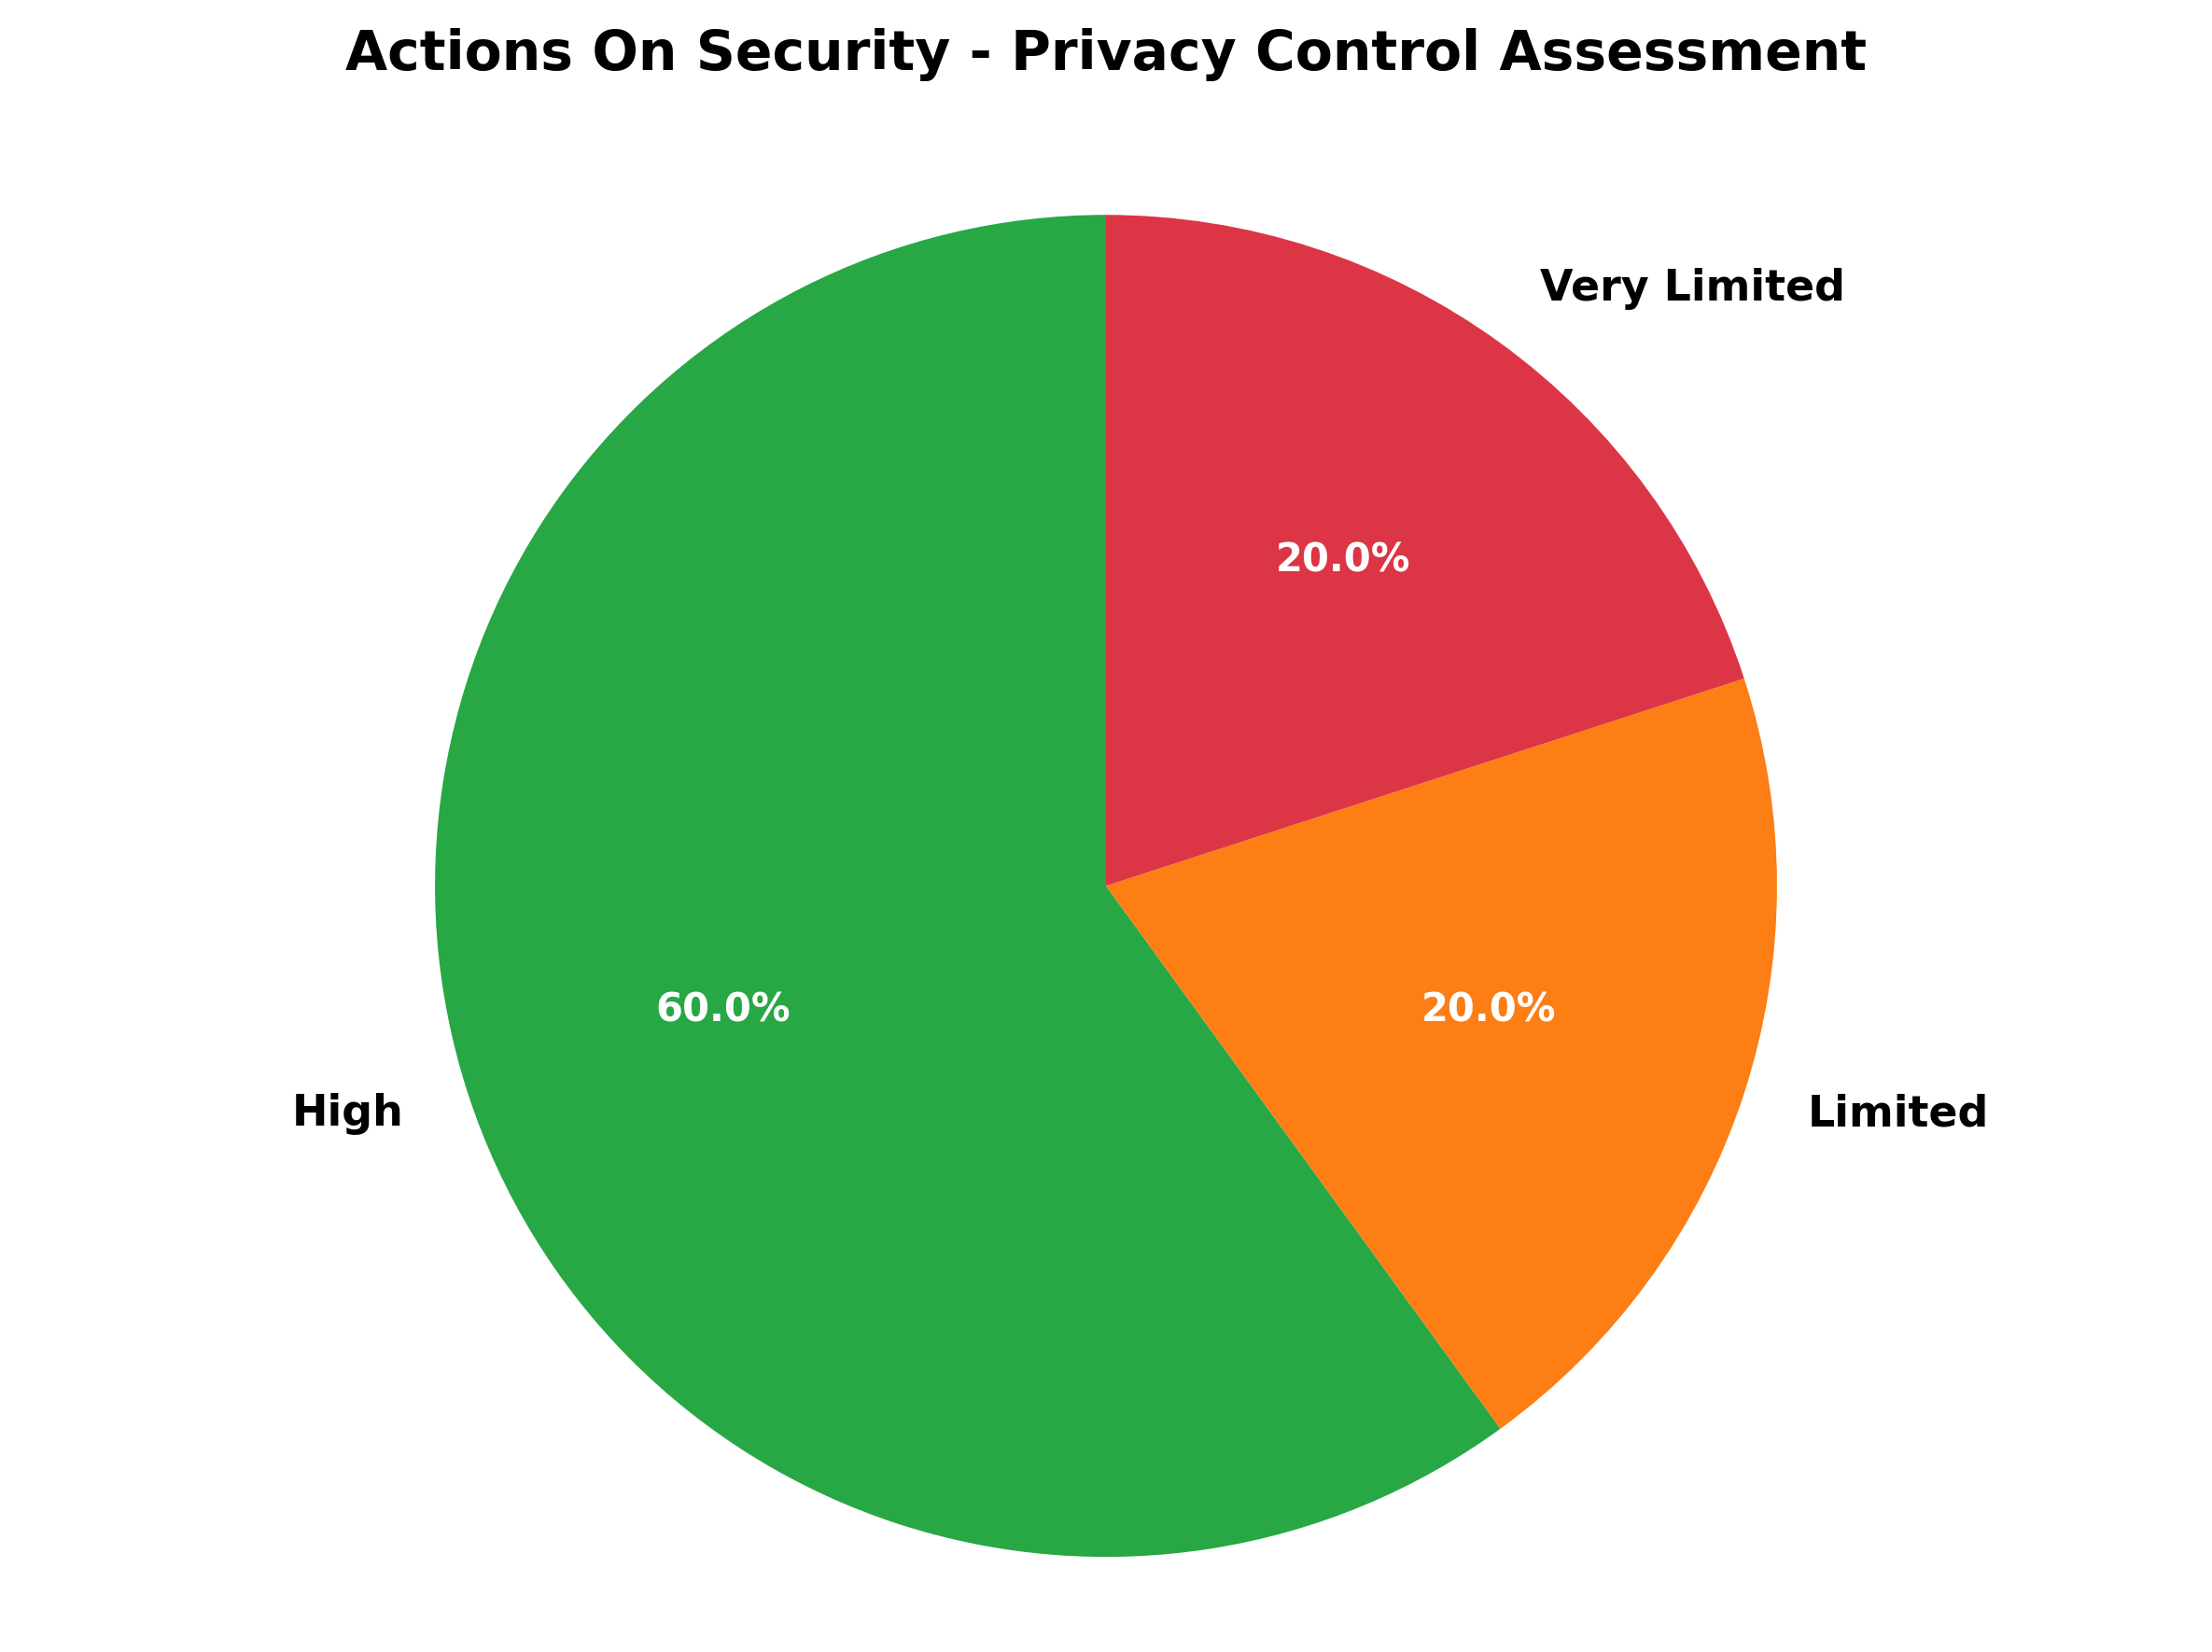 Actions On Security - Privacy Control Assessment
Very Limited
20.0%
60.0%
20.0%
High
Limited